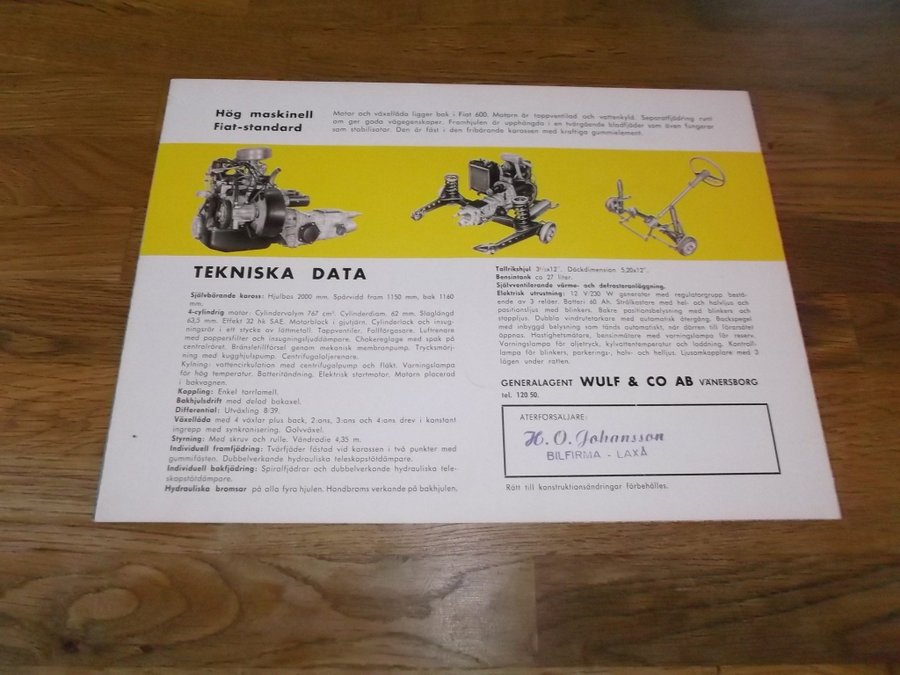 Hög maskinell
Fiat-standard
Motor och växellåda ligger bak i Fiat 600. Motorn är toppventilad och vattenkyld. Separatfjädring runt
om ger goda vägegenskaper. Framhjulen är upphängda i en tvärgående bladfjäder som även fungerar
som stabilisator. Den är fäst i den fribärande karossen med kraftiga gummielement.
TEKNISKA DATA
Självbärande kaross: Hjulbas 2000 mm. Spårvidd fram 1150 mm, bak 1160
mm.
4-cylindrig motor: Cylindervolym 767 cm³. Cylinderdiam. 62 mm. Slaglängd
63,5 mm. Effekt 32 hk SAE. Motorblock i gjutjärn. Cylinderlock och insug-
ningsrör i ett stycke av lättmetall. Toppventiler. Fallförgasare. Luftrenare
med pappersfilter och insugningsljuddämpare. Chokereglage med spak på
centralröret. Bränsletillförsel genom mekanisk membranpump. Trycksmörj-
ning med kugghjulspump. Centrifugaloljerenare.
Kylning: vattencirkulation med centrifugalpump och fläkt. Varningslampa
för hög temperatur. Batteritändning. Elektrisk startmotor. Motorn placerad
i bakvagnen.
Koppling: Enkel torrlamell.
Bakhjulsdrift med delad bakaxel.
Differential: Utväxling 8-39.
Växellåda med 4 växlar plus back, 2-ans, 3-ans och 4-ans drev i konstant
ingrepp med synkronisering. Golvväxel.
Styrning: Med skruv och rulle. Vändradie 4,35 m.
Individuell framfjädring: Tvärfjäder fästad vid karossen i två punkter med
gummifästen. Dubbelverkande hydrauliska teleskopstötdämpare.
Individuell bakfjädring: Spiralfjädrar och dubbelverkande hydrauliska tele-
skopstötdämpare.
Hydrauliska bromsar på alla fyra hjulen. Handbroms verkande på bakhjulen.
Tallrikshjul 3½x12". Däckdimension 5,20x12".
Bensintank ca 27 liter.
Självventilerande värme- och defrosteranläggning.
Elektrisk utrustning: 12 V/230 W generator med regulatorgrupp bestå-
ende av 3 reläer. Batteri 60 Ah. Strålkastare med hel- och halvljus och
positionsljus med blinkers. Bakre positionsbelysning med blinkers och
stoppljus. Dubbla vindrutetorkare med automatisk återgång. Backspegel
med inbyggd belysning som tänds automatiskt, när dörren till förarsätet
öppnas. Hastighetsmätare, bensinmätare med varningslampa för reserv.
Varningslampa för oljetryck, kylvattentemperatur och laddning. Kontroll-
lampa för blinkers, parkerings-, halv- och helljus. Ljusomkopplare med 3
lägen under ratten.
GENERALAGENT WULF & CO AB VÄNERSBORG
tel. 120 50.
ÅTERFÖRSÄLJARE:
H. O. Johansson
BILFIRMA - LAXÅ
Rätt till konstruktionsändringar förbehålles.